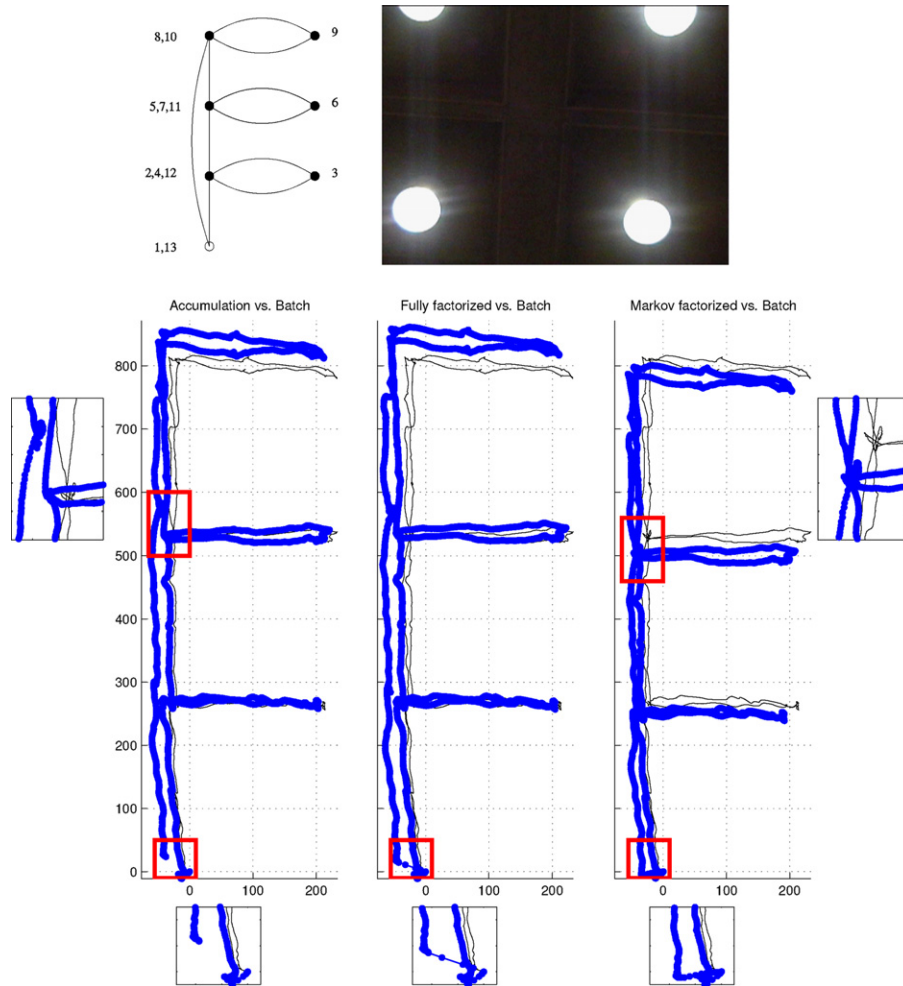 8,10
9
5,7,11
6
2,4,12
3
1,13
Accumulation vs. Batch
Fully factorized vs. Batch
Markov factorized vs. Batch
800
700
600
500
400
300
200
100
0
0 100 200
0 100 200
0 100 200